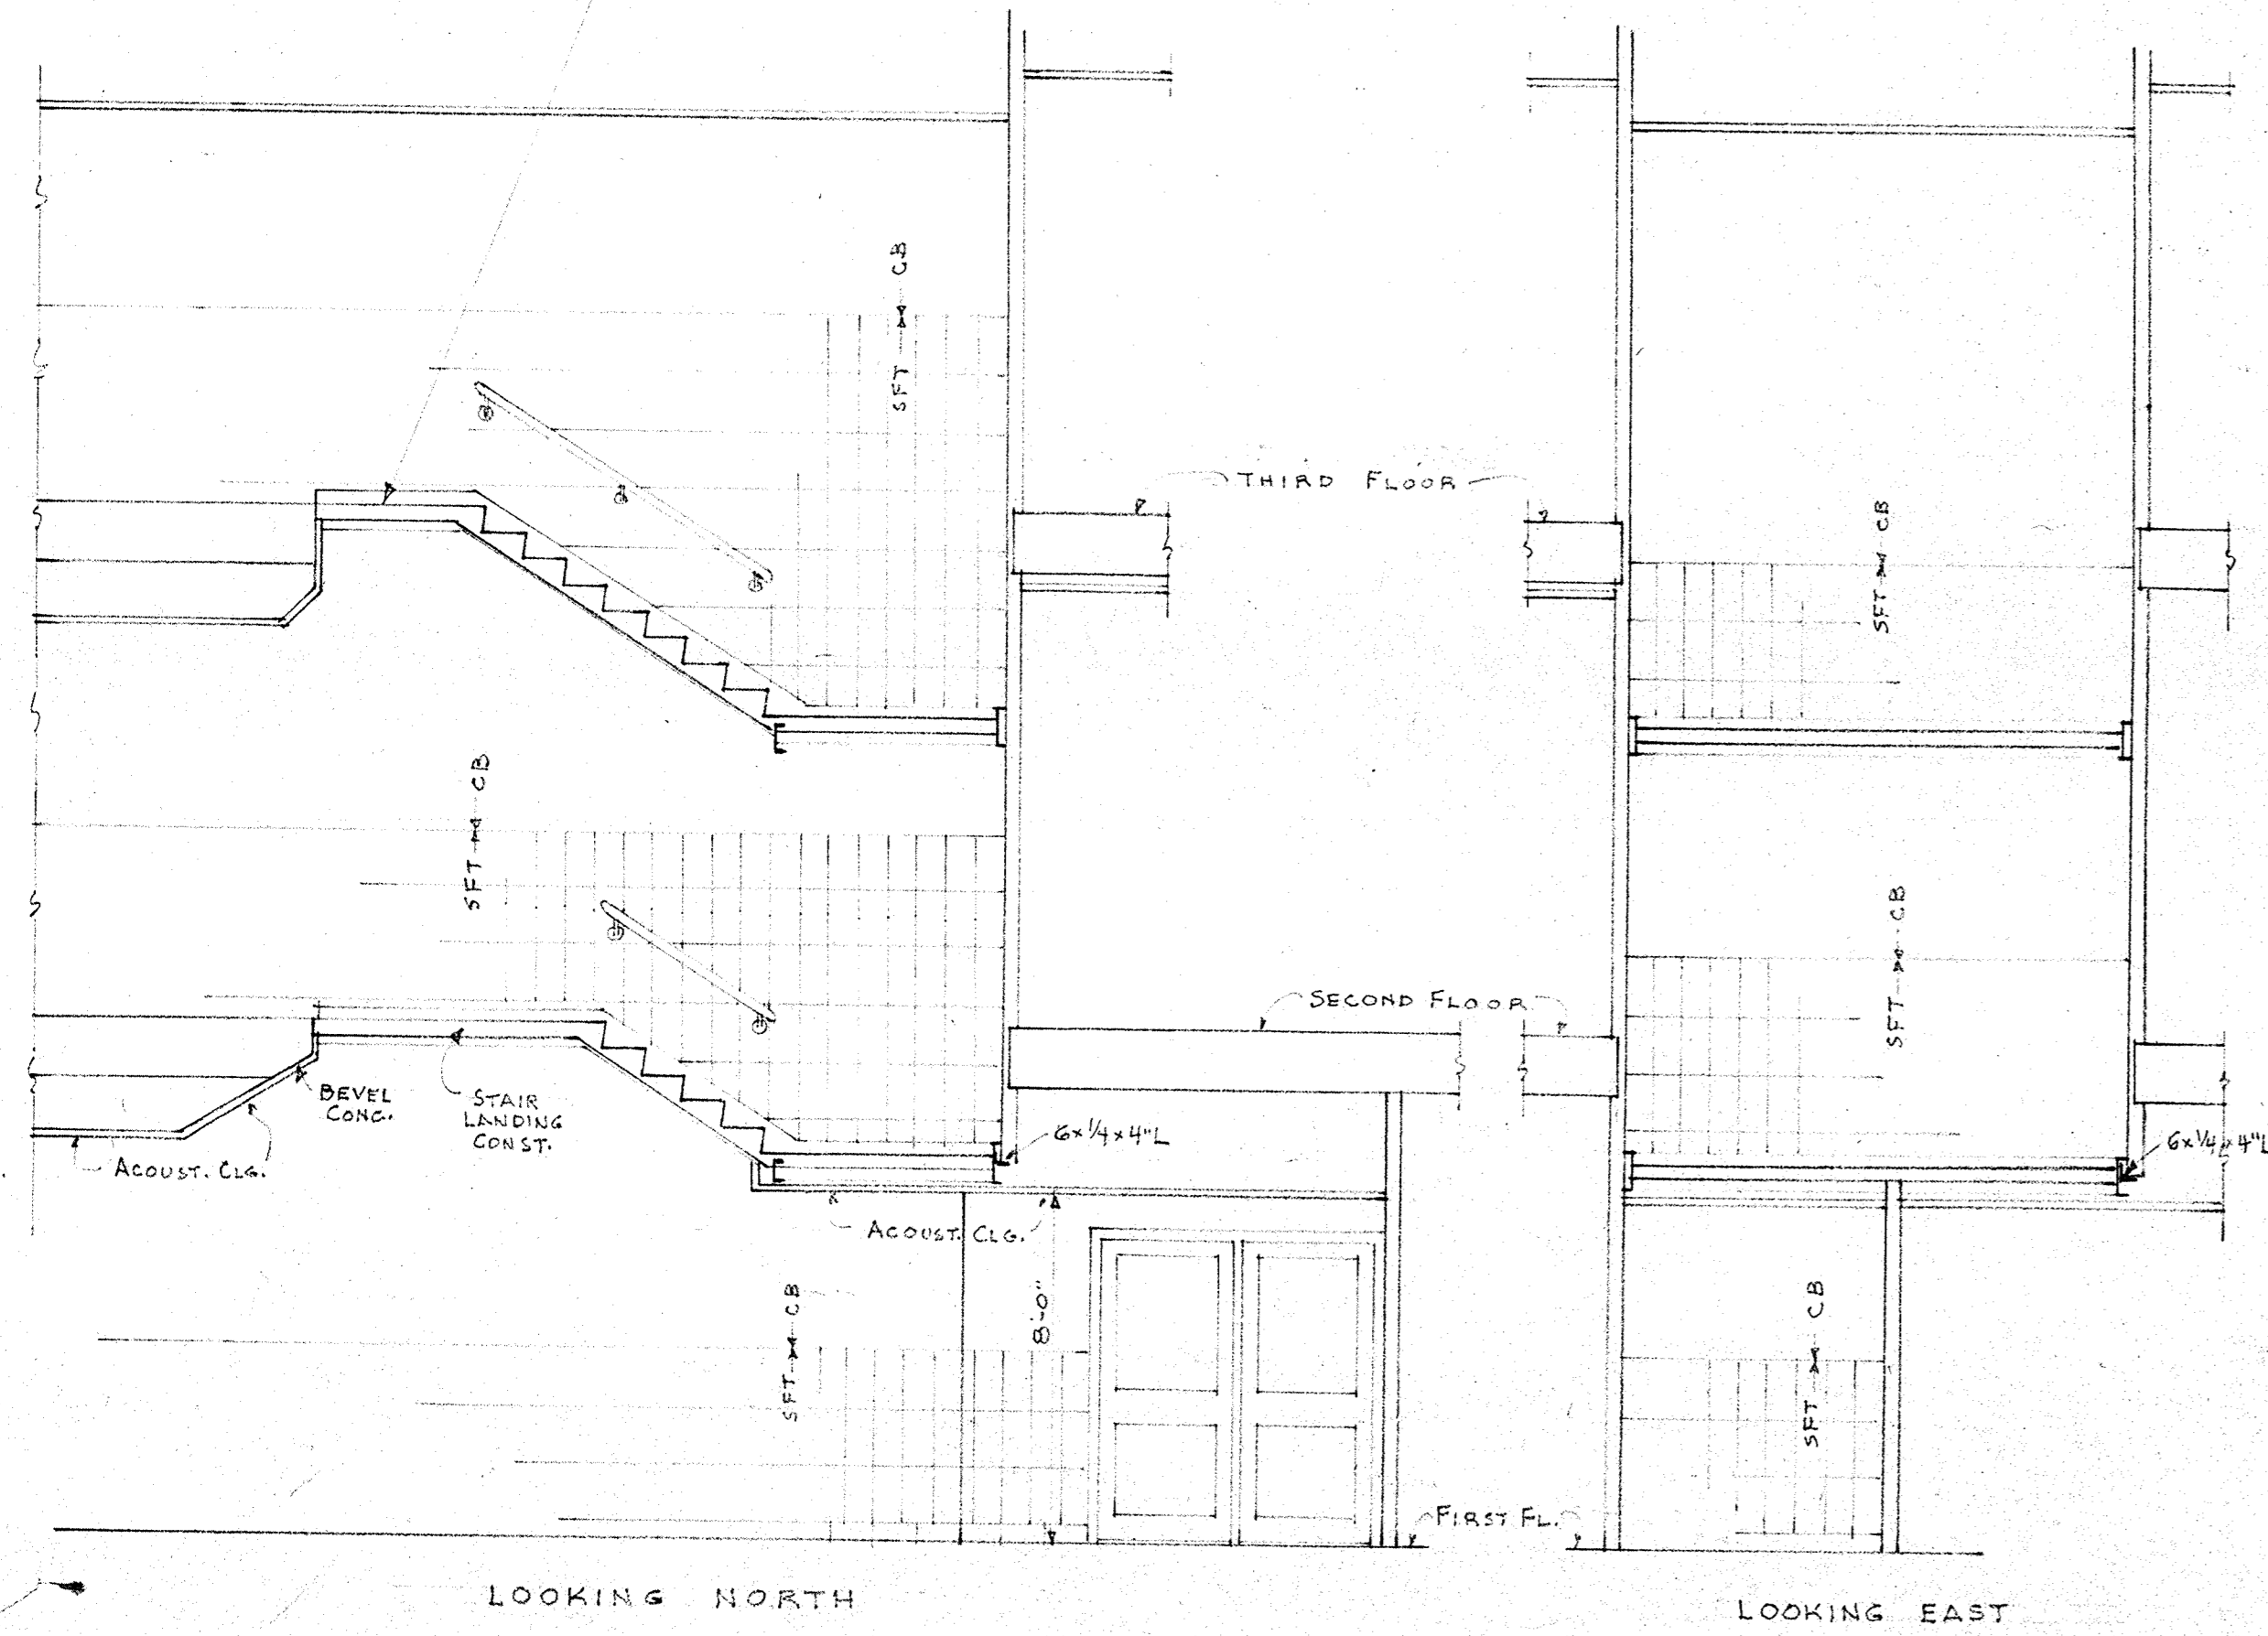 CB
SFT
THIRD FLOOR
CB
SFT
CB
SFT
CB
SFT
SECOND FLOOR
BEVEL
CONC.
STAIR
LANDING
CONST.
ACOUST. CLG.
6x1/4x4"L
6x1/4x4"L
ACOUST. CLG.
8'-0"
CB
SFT
CB
SFT
FIRST FL.
LOOKING NORTH
LOOKING EAST